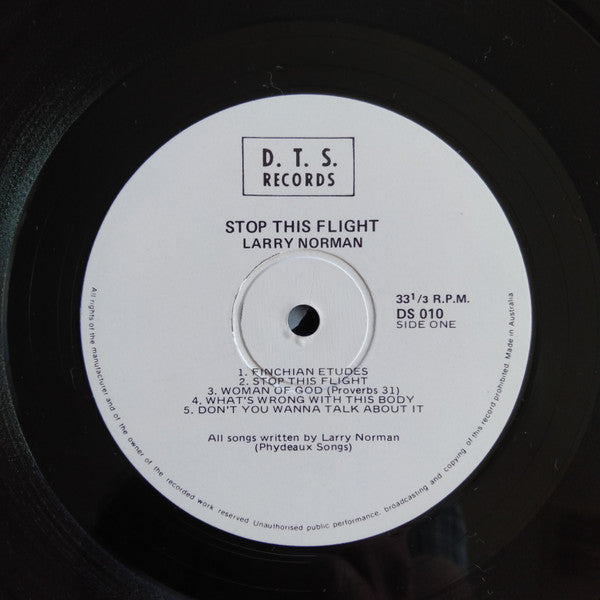 D. T. S.
RECORDS
STOP THIS FLIGHT
LARRY NORMAN
33 1/3 R.P.M.
DS 010
SIDE ONE
1. FINCHIAN ETUDES
2. STOP THIS FLIGHT
3. WOMAN OF GOD (Proverbs 31)
4. WHAT'S WRONG WITH THIS BODY
5. DON'T YOU WANNA TALK ABOUT IT
All songs written by Larry Norman
(Phydeaux Songs)
All rights of the manufacturer and of the owner of the recorded work reserved Unauthorised public performance, broadcasting and copying of this record prohibited Made in Australia